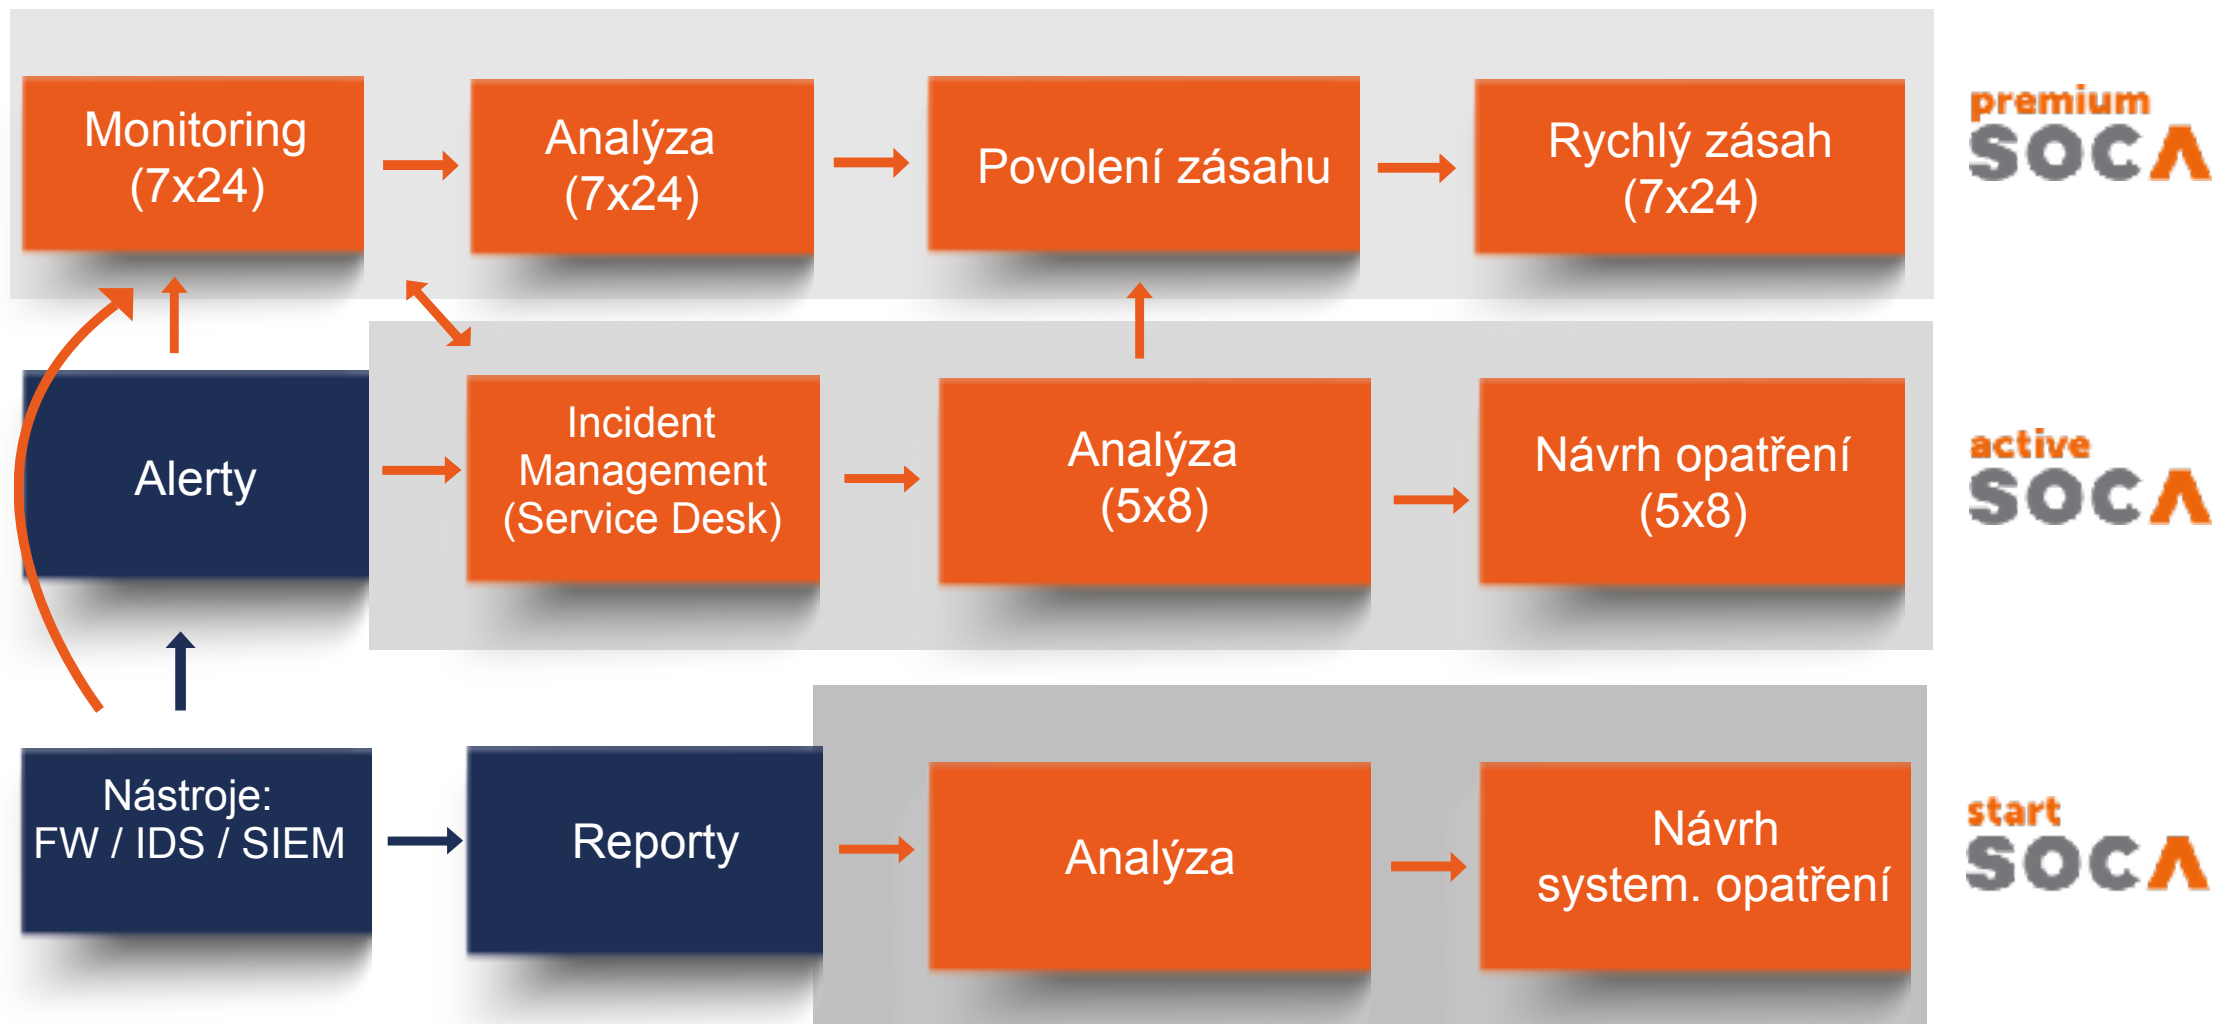 Monitoring
(7x24)
Analýza
(7x24)
Povolení zásahu
Rychlý zásah
(7x24)
premium
SOCA
Alerty
Incident
Management
(Service Desk)
Analýza
(5x8)
Návrh opatření
(5x8)
active
SOCA
Nástroje:
FW / IDS / SIEM
Reporty
Analýza
Návrh
system. opatření
start
SOCA